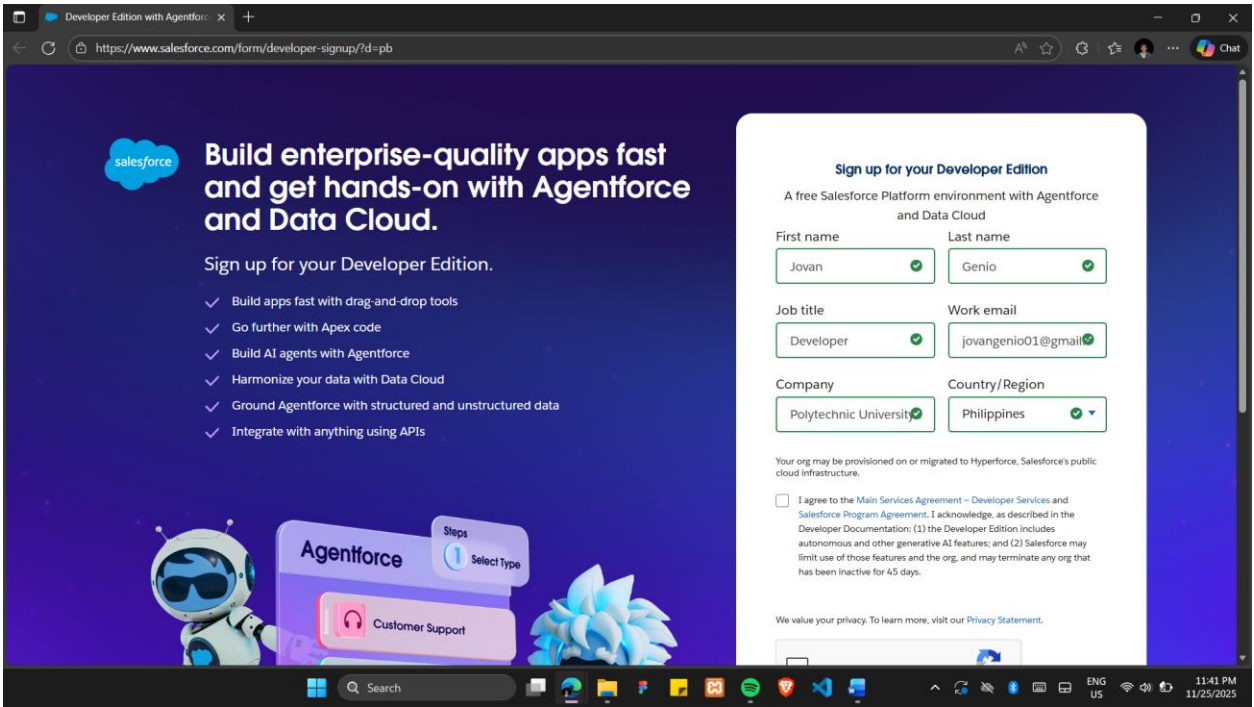 Developer Edition with Agentforc
https://www.salesforce.com/form/developer-signup/?d=pb
Chat
salesforce
Build enterprise-quality apps fast
and get hands-on with Agentforce
and Data Cloud.
Sign up for your Developer Edition.
Build apps fast with drag-and-drop tools
Go further with Apex code
Build AI agents with Agentforce
Harmonize your data with Data Cloud
Ground Agentforce with structured and unstructured data
Integrate with anything using APIs
Agentforce
Steps
1
Select Type
Customer Support
Sign up for your Developer Edition
A free Salesforce Platform environment with Agentforce
and Data Cloud
First name Last name
Jovan Genio
Job title Work email
Developer jovangenio01@gmail
Company Country/Region
Polytechnic University Philippines
Your org may be provisioned on or migrated to Hyperforce, Salesforce's public
cloud infrastructure.
I agree to the Main Services Agreement – Developer Services and
Salesforce Program Agreement. I acknowledge, as described in the
Developer Documentation: (1) the Developer Edition includes
autonomous and other generative AI features; and (2) Salesforce may
limit use of those features and the org, and may terminate any org that
has been inactive for 45 days.
We value your privacy. To learn more, visit our Privacy Statement.
Search
ENG
US
11:41 PM
11/25/2025